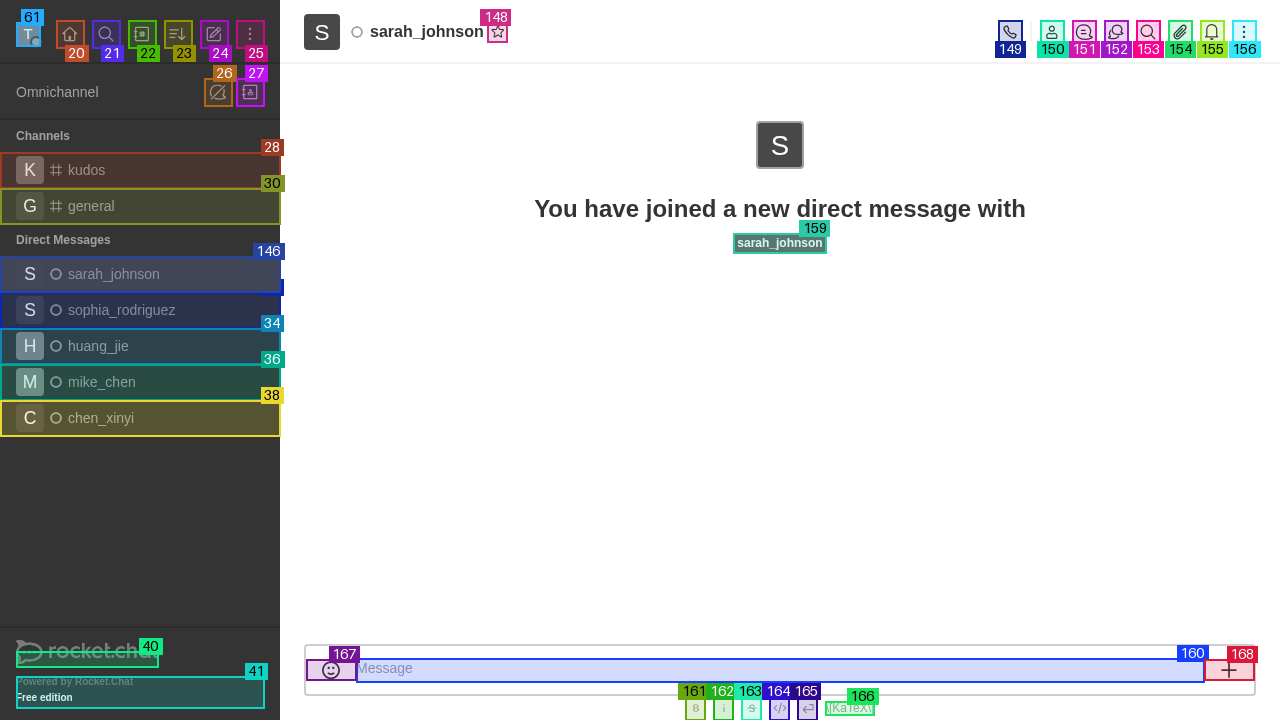 61
T
20
21
22
23
24
25
S
sarah_johnson
148
149
150
151
152
153
154
155
156
Omnichannel
26
27
Channels
28
K
kudos
30
G
general
Direct Messages
146
S
sarah_johnson
S
sophia_rodriguez
34
H
huang_jie
36
M
mike_chen
38
C
chen_xinyi
S
You have joined a new direct message with
159
sarah_johnson
rocket.chat
40
41
Powered by Rocket.Chat
Free edition
167
Message
160
168
161
162
163
164
165
166
B
i
S
</>
\[KaTeX\]